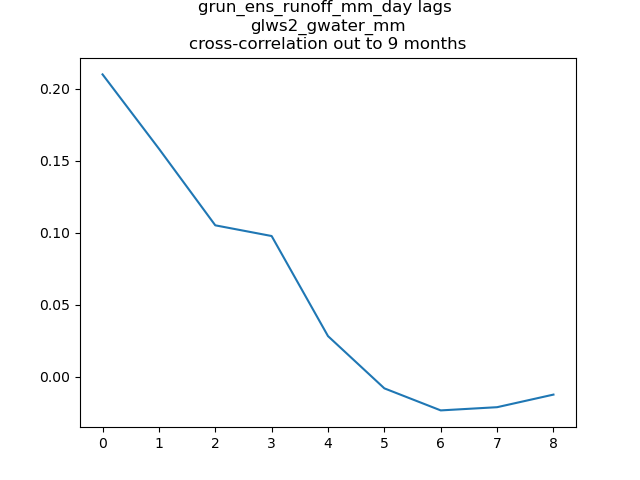 grun_ens_runoff_mm_day lags
glws2_gwater_mm
cross-correlation out to 9 months
0.20
0.15
0.10
0.05
0.00
0 1 2 3 4 5 6 7 8